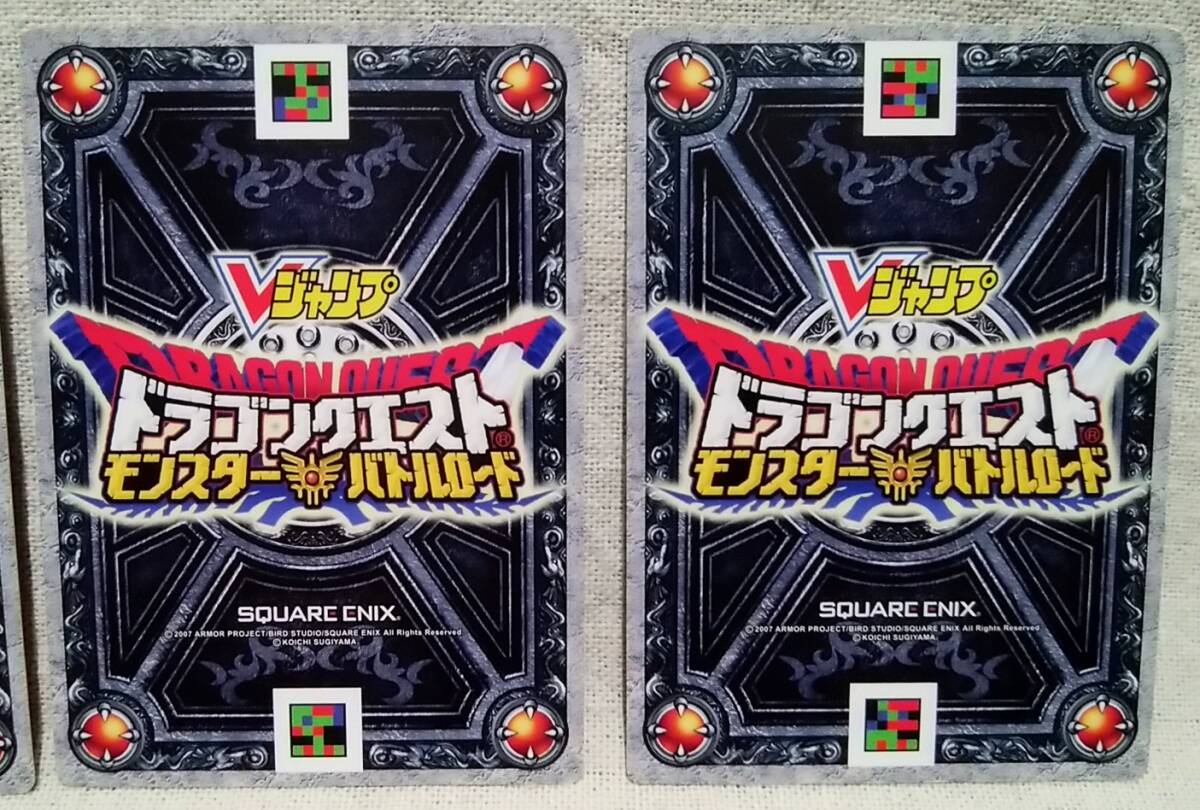 Vジャンプ
DRAGON QUEST
ドラゴンクエスト®
モンスターバトルロード
SQUARE ENIX®
©2007 ARMOR PROJECT/BIRD STUDIO/SQUARE ENIX All Rights Reserved
©KOICHI SUGIYAMA
Vジャンプ
DRAGON QUEST
ドラゴンクエスト®
モンスターバトルロード
SQUARE ENIX®
©2007 ARMOR PROJECT/BIRD STUDIO/SQUARE ENIX All Rights Reserved
©KOICHI SUGIYAMA